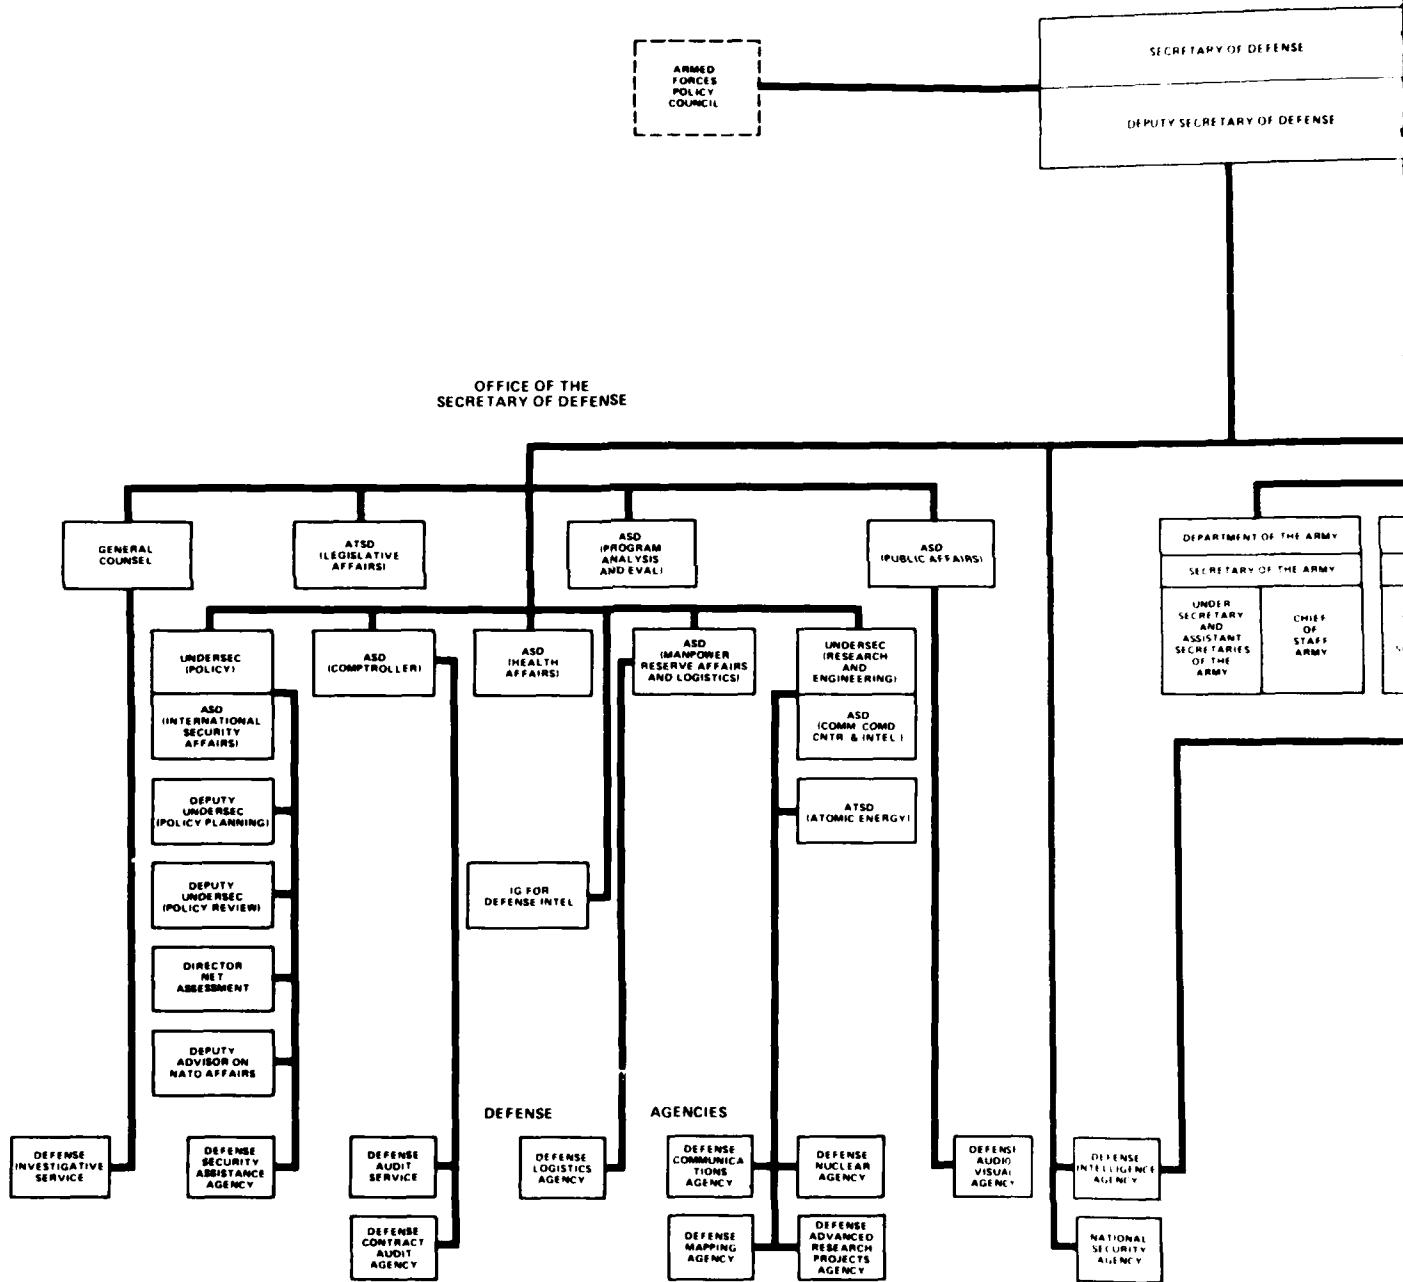 ARMED
FORCES
POLICY
COUNCIL
SECRETARY OF DEFENSE
DEPUTY SECRETARY OF DEFENSE
OFFICE OF THE
SECRETARY OF DEFENSE
GENERAL
COUNSEL
ATSD
(LEGISLATIVE
AFFAIRS)
ASD
(PROGRAM
ANALYSIS
AND EVAL)
ASD
(PUBLIC AFFAIRS)
DEPARTMENT OF THE ARMY
SECRETARY OF THE ARMY
UNDER
SECRETARY
AND
ASSISTANT
SECRETARIES
OF THE
ARMY
CHIEF
OF
STAFF
ARMY
UNDERSEC
(POLICY)
ASD
(INTERNATIONAL
SECURITY
AFFAIRS)
ASD
(COMPTROLLER)
ASD
(HEALTH
AFFAIRS)
ASD
(MANPOWER
RESERVE AFFAIRS
AND LOGISTICS)
UNDERSEC
(RESEARCH
AND
ENGINEERING)
ASD
(COMM COMD
CNTR & INTEL)
DEPUTY
UNDERSEC
(POLICY PLANNING)
ATSD
(ATOMIC ENERGY)
DEPUTY
UNDERSEC
(POLICY REVIEW)
IG FOR
DEFENSE INTEL
DIRECTOR
NET
ASSESSMENT
DEPUTY
ADVISOR ON
NATO AFFAIRS
DEFENSE AGENCIES
DEFENSE
INVESTIGATIVE
SERVICE
DEFENSE
SECURITY
ASSISTANCE
AGENCY
DEFENSE
AUDIT
SERVICE
DEFENSE
LOGISTICS
AGENCY
DEFENSE
COMMUNICA
TIONS
AGENCY
DEFENSE
NUCLEAR
AGENCY
DEFENSE
AUDIO
VISUAL
AGENCY
DEFENSE
INTELLIGENCE
AGENCY
DEFENSE
CONTRACT
AUDIT
AGENCY
DEFENSE
MAPPING
AGENCY
DEFENSE
ADVANCED
RESEARCH
PROJECTS
AGENCY
NATIONAL
SECURITY
AGENCY